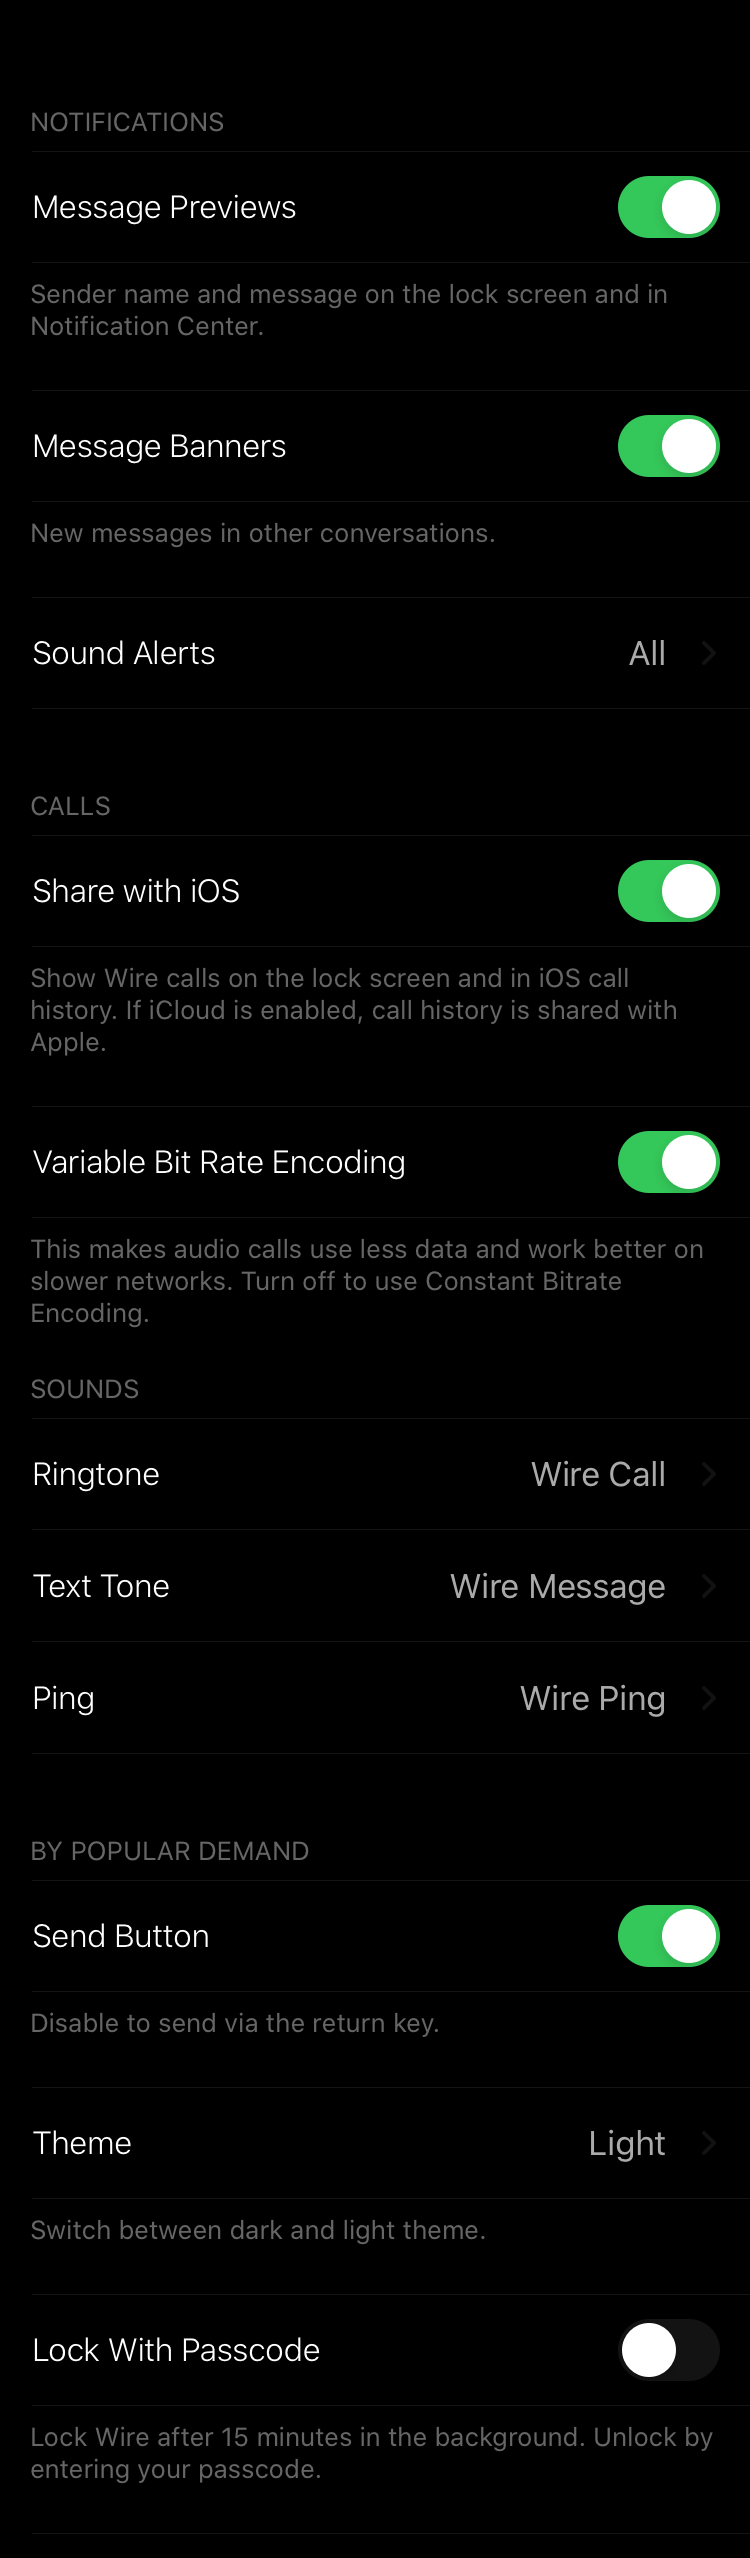 NOTIFICATIONS
Message Previews
Sender name and message on the lock screen and in
Notification Center.
Message Banners
New messages in other conversations.
Sound Alerts All
CALLS
Share with iOS
Show Wire calls on the lock screen and in iOS call
history. If iCloud is enabled, call history is shared with
Apple.
Variable Bit Rate Encoding
This makes audio calls use less data and work better on
slower networks. Turn off to use Constant Bitrate
Encoding.
SOUNDS
Ringtone Wire Call
Text Tone Wire Message
Ping Wire Ping
BY POPULAR DEMAND
Send Button
Disable to send via the return key.
Theme Light
Switch between dark and light theme.
Lock With Passcode
Lock Wire after 15 minutes in the background. Unlock by
entering your passcode.